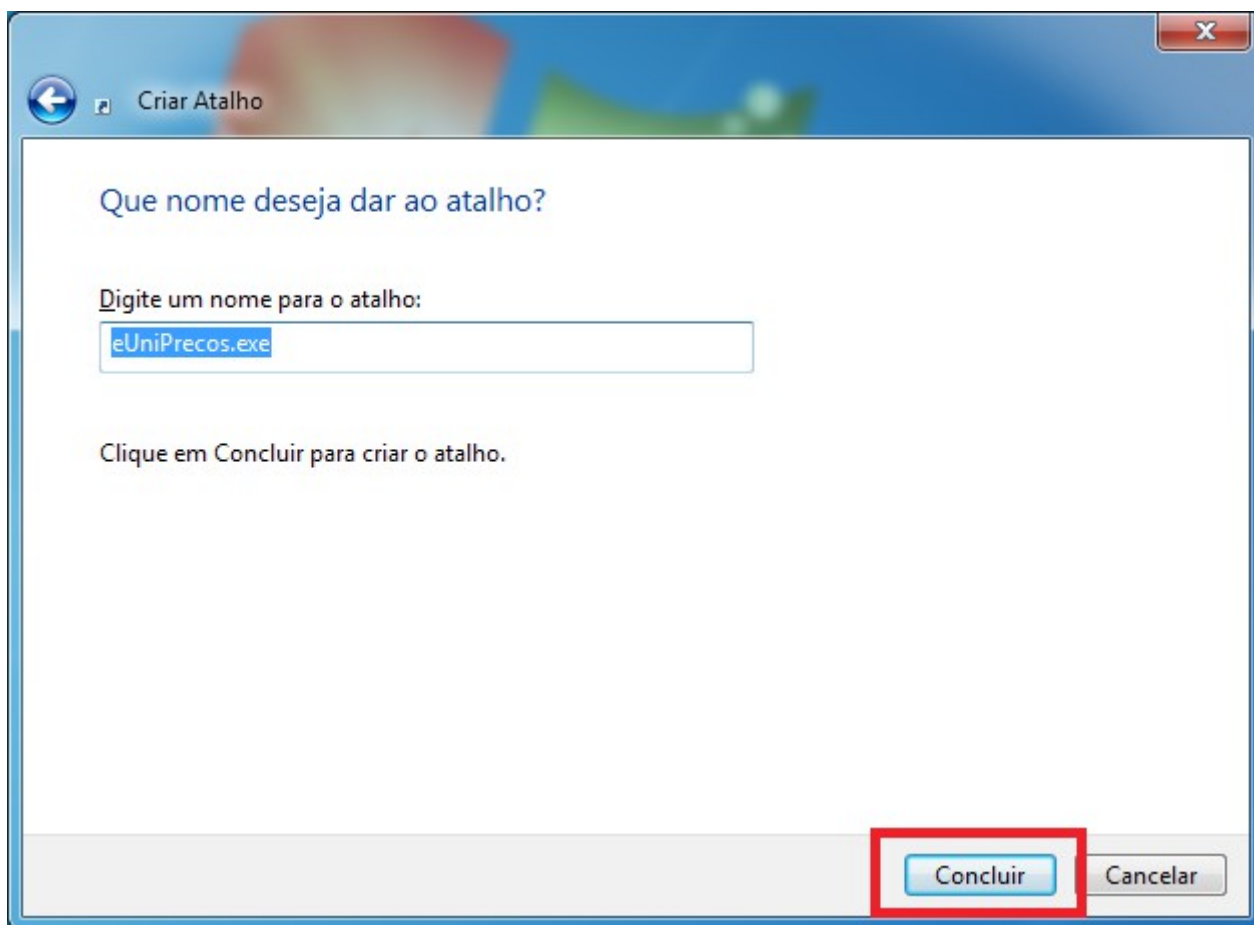 Criar Atalho
Que nome deseja dar ao atalho?
Digite um nome para o atalho:
eUniPrecos.exe
Clique em Concluir para criar o atalho.
Concluir
Cancelar